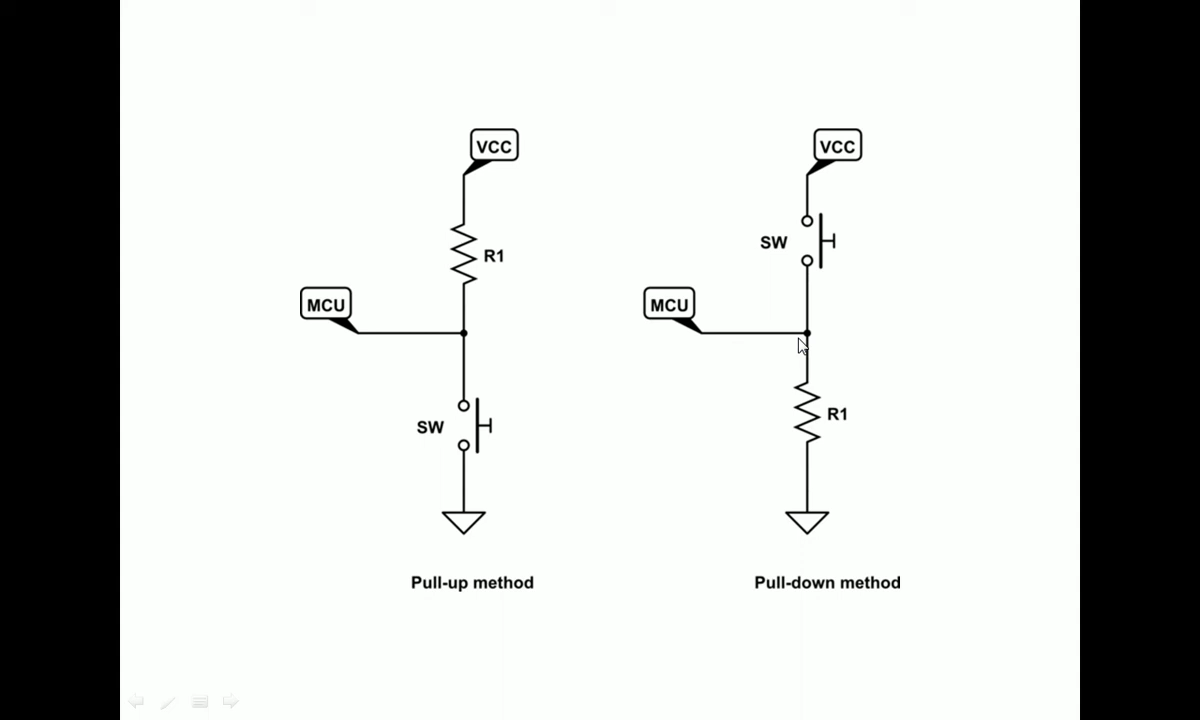 VCC
R1
MCU
SW
Pull-up method
VCC
SW
MCU
R1
Pull-down method